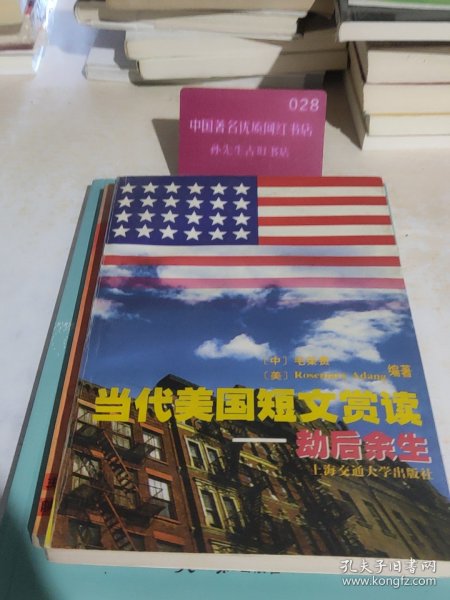 028
中国著名优质网红书店
孙先生古旧书店
[中] 毛荣贵
[美] Rosemary Adang 编著
当代美国短文赏读
——劫后余生
上海交通大学出版社
孔夫子旧书网
www.kongfz.com